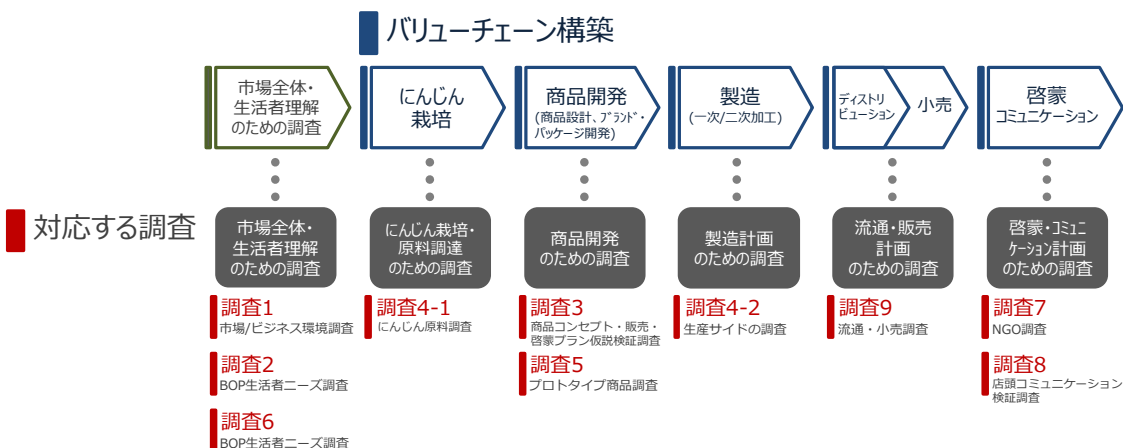 バリューチェーン構築
市場全体・
生活者理解
のための調査
にんじん
栽培
商品開発
(商品設計、ブランド・
パッケージ開発)
製造
(一次/二次加工)
ディストリ
ビューション
小売
啓蒙
コミュニケーション
対応する調査
市場全体・
生活者理解
のための調査
にんじん栽培・
原料調達
のための調査
商品開発
のための調査
製造計画
のための調査
流通・販売
計画
のための調査
啓蒙・コミュニ
ケーション計画
のための調査
調査1
市場/ビジネス環境調査
調査2
BOP生活者ニーズ調査
調査6
BOP生活者ニーズ調査
調査4-1
にんじん原料調査
調査3
商品コンセプト・販売・
啓蒙プラン仮説検証調査
調査5
プロトタイプ商品調査
調査4-2
生産サイドの調査
調査9
流通・小売調査
調査7
NGO調査
調査8
店頭コミュニケーション
検証調査